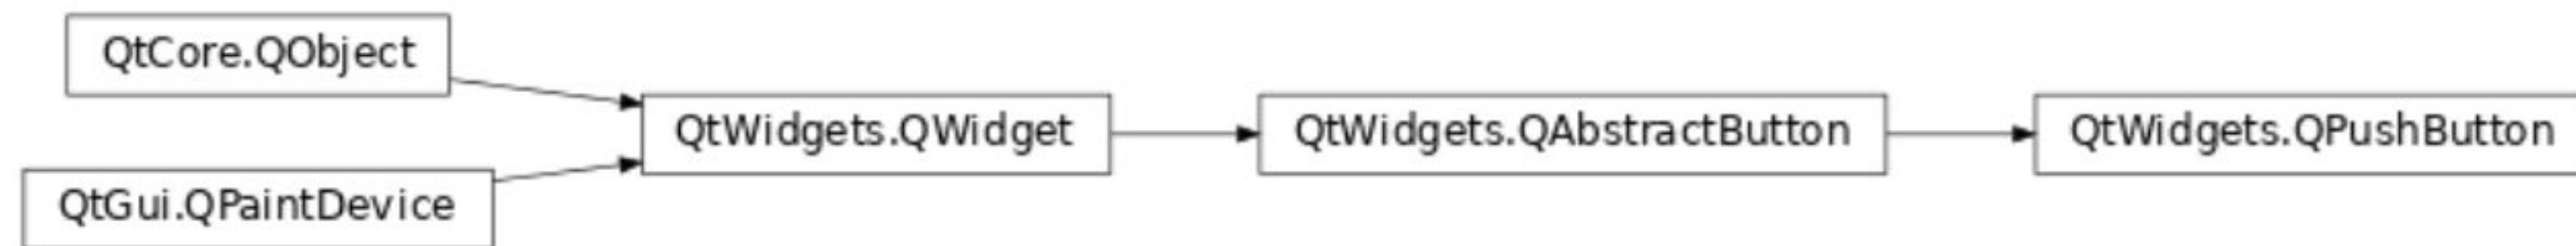 QtCore.QObject
QtWidgets.QWidget
QtWidgets.QAbstractButton
QtWidgets.QPushButton
QtGui.QPaintDevice